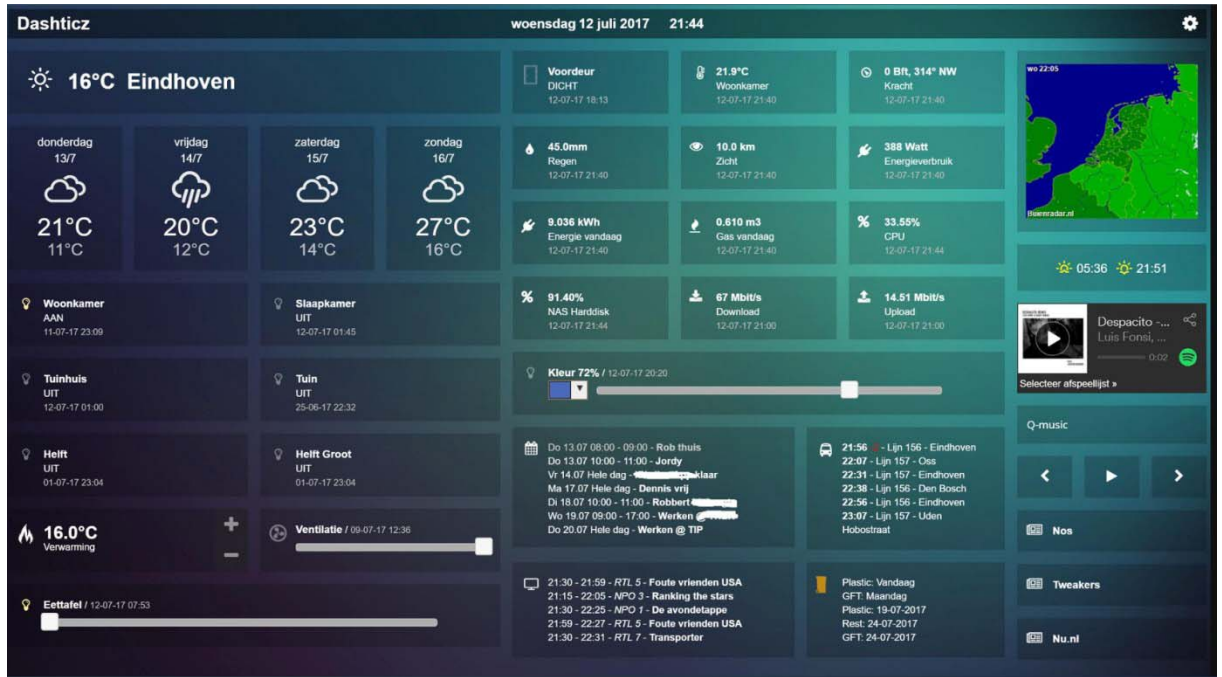 Dashticz
woensdag 12 juli 2017 21:44
16°C Eindhoven
donderdag
13/7
21°C
11°C
vrijdag
14/7
20°C
12°C
zaterdag
15/7
23°C
14°C
zondag
16/7
27°C
16°C
Woonkamer
AAN
11-07-17 23:09
Slaapkamer
UIT
12-07-17 01:45
Tuinhuis
UIT
12-07-17 01:00
Tuin
UIT
25-06-17 22:32
Helft
UIT
01-07-17 23:04
Helft Groot
UIT
01-07-17 23:04
16.0°C
Verwarming
+
−
Ventilatie / 09-07-17 12:36
Eettafel / 12-07-17 07:53
Voordeur
DICHT
12-07-17 18:13
21.9°C
Woonkamer
12-07-17 21:40
0 Bft, 314° NW
Kracht
12-07-17 21:40
45.0mm
Regen
12-07-17 21:40
10.0 km
Zicht
12-07-17 21:40
388 Watt
Energieverbruik
12-07-17 21:40
9.036 kWh
Energie vandaag
12-07-17 21:40
0.610 m3
Gas vandaag
12-07-17 21:40
% 33.55%
CPU
12-07-17 21:44
% 91.40%
NAS Harddisk
12-07-17 21:44
67 Mbit/s
Download
12-07-17 21:00
14.51 Mbit/s
Upload
12-07-17 21:00
Kleur 72% / 12-07-17 20:20
Do 13.07 08:00 - 09:00 - Rob thuis
Do 13.07 10:00 - 11:00 - Jordy
Vr 14.07 Hele dag - klaar
Ma 17.07 Hele dag - Dennis vrij
Di 18.07 10:00 - 11:00 - Robbert
Wo 19.07 09:00 - 17:00 - Werken @
Do 20.07 Hele dag - Werken @ TIP
21:56 - Lijn 156 - Eindhoven
22:07 - Lijn 157 - Oss
22:31 - Lijn 157 - Eindhoven
22:38 - Lijn 156 - Den Bosch
22:56 - Lijn 156 - Eindhoven
23:07 - Lijn 157 - Uden
Hobostraat
21:30 - 21:59 - RTL 5 - Foute vrienden USA
21:15 - 22:05 - NPO 3 - Ranking the stars
21:30 - 22:25 - NPO 1 - De avondetappe
21:59 - 22:27 - RTL 5 - Foute vrienden USA
21:30 - 22:31 - RTL 7 - Transporter
Plastic: Vandaag
GFT: Maandag
Plastic: 19-07-2017
Rest: 24-07-2017
GFT: 24-07-2017
wo 22:05
Buienradar.nl
05:36 21:51
Despacito -...
Luis Fonsi, ...
0:02
Selecteer afspeellijst »
Q-music
Nos
Tweakers
Nu.nl